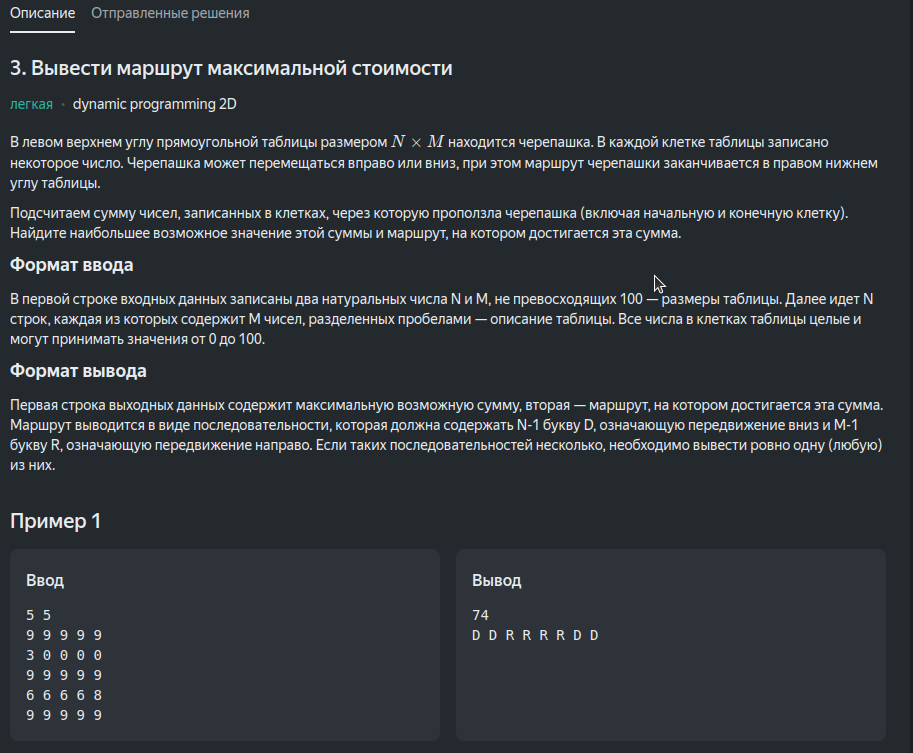 Описание Отправленные решения
3. Вывести маршрут максимальной стоимости
легкая • dynamic programming 2D
В левом верхнем углу прямоугольной таблицы размером N × M находится черепашка. В каждой клетке таблицы записано
некоторое число. Черепашка может перемещаться вправо или вниз, при этом маршрут черепашки заканчивается в правом нижнем
углу таблицы.
Подсчитаем сумму чисел, записанных в клетках, через которую проползла черепашка (включая начальную и конечную клетку).
Найдите наибольшее возможное значение этой суммы и маршрут, на котором достигается эта сумма.
Формат ввода
В первой строке входных данных записаны два натуральных числа N и M, не превосходящих 100 — размеры таблицы. Далее идет N
строк, каждая из которых содержит M чисел, разделенных пробелами — описание таблицы. Все числа в клетках таблицы целые и
могут принимать значения от 0 до 100.
Формат вывода
Первая строка выходных данных содержит максимальную возможную сумму, вторая — маршрут, на котором достигается эта сумма.
Маршрут выводится в виде последовательности, которая должна содержать N-1 букву D, означающую передвижение вниз и M-1
букву R, означающую передвижение направо. Если таких последовательностей несколько, необходимо вывести ровно одну (любую)
из них.
Пример 1
Ввод
5 5
9 9 9 9 9
3 0 0 0 0
9 9 9 9 9
6 6 6 6 8
9 9 9 9 9
Вывод
74
D D R R R R D D